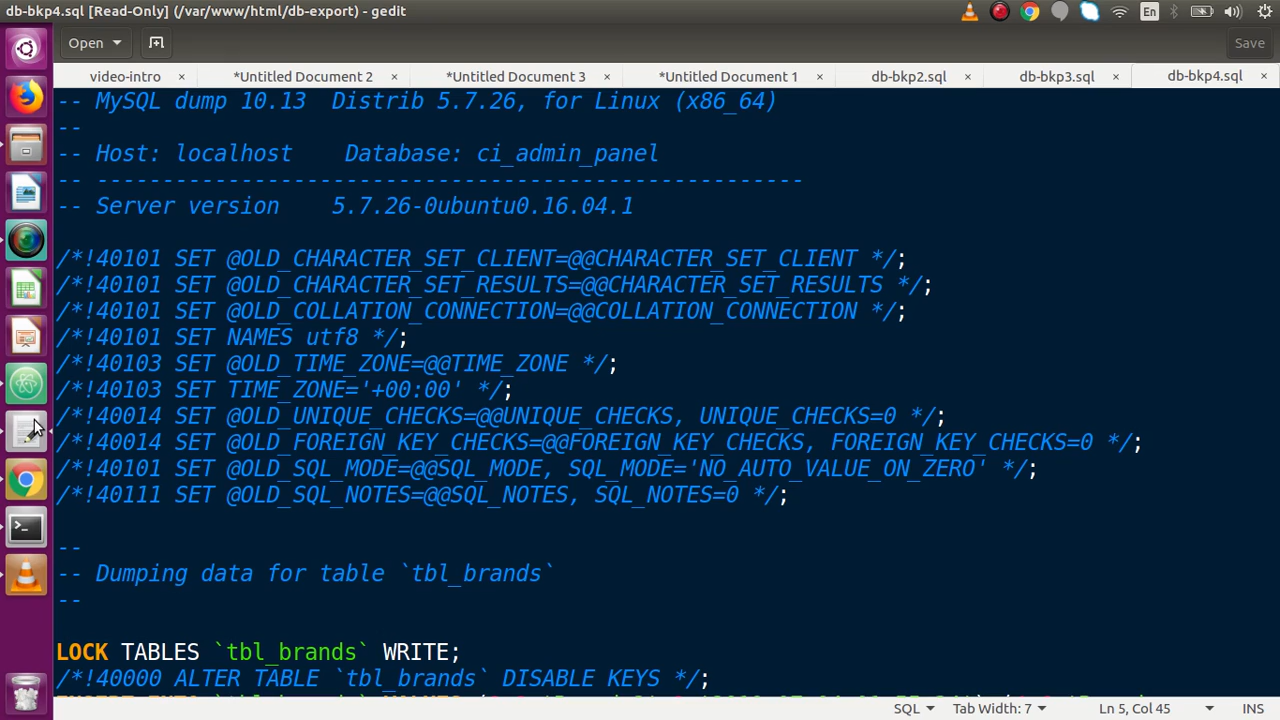 db-bkp4.sql [Read-Only] (/var/www/html/db-export) - gedit
En
Open
Save
video-intro × *Untitled Document 2 × *Untitled Document 3 × *Untitled Document 1 × db-bkp2.sql × db-bkp3.sql × db-bkp4.sql ×
-- MySQL dump 10.13  Distrib 5.7.26, for Linux (x86_64)
--
-- Host: localhost    Database: ci_admin_panel
-- ------------------------------------------------------
-- Server version    5.7.26-0ubuntu0.16.04.1
/*!40101 SET @OLD_CHARACTER_SET_CLIENT=@@CHARACTER_SET_CLIENT */;
/*!40101 SET @OLD_CHARACTER_SET_RESULTS=@@CHARACTER_SET_RESULTS */;
/*!40101 SET @OLD_COLLATION_CONNECTION=@@COLLATION_CONNECTION */;
/*!40101 SET NAMES utf8 */;
/*!40103 SET @OLD_TIME_ZONE=@@TIME_ZONE */;
/*!40103 SET TIME_ZONE='+00:00' */;
/*!40014 SET @OLD_UNIQUE_CHECKS=@@UNIQUE_CHECKS, UNIQUE_CHECKS=0 */;
/*!40014 SET @OLD_FOREIGN_KEY_CHECKS=@@FOREIGN_KEY_CHECKS, FOREIGN_KEY_CHECKS=0 */;
/*!40101 SET @OLD_SQL_MODE=@@SQL_MODE, SQL_MODE='NO_AUTO_VALUE_ON_ZERO' */;
/*!40111 SET @OLD_SQL_NOTES=@@SQL_NOTES, SQL_NOTES=0 */;
--
-- Dumping data for table `tbl_brands`
--
LOCK TABLES `tbl_brands` WRITE;
/*!40000 ALTER TABLE `tbl_brands` DISABLE KEYS */;
SQL Tab Width: 7 Ln 5, Col 45 INS